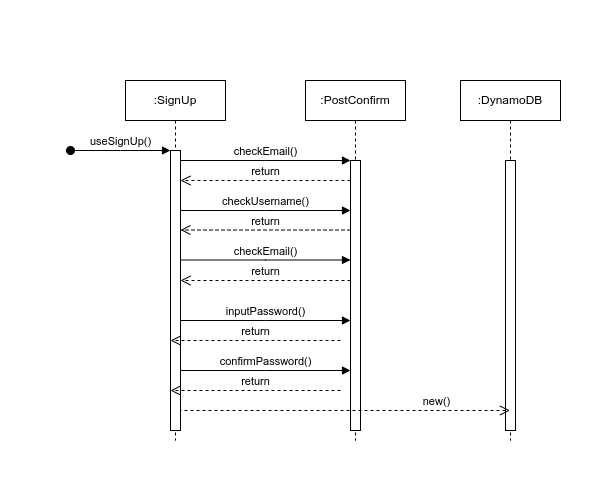 :SignUp
:PostConfirm
:DynamoDB
useSignUp()
checkEmail()
return
checkUsername()
return
checkEmail()
return
inputPassword()
return
confirmPassword()
return
new()